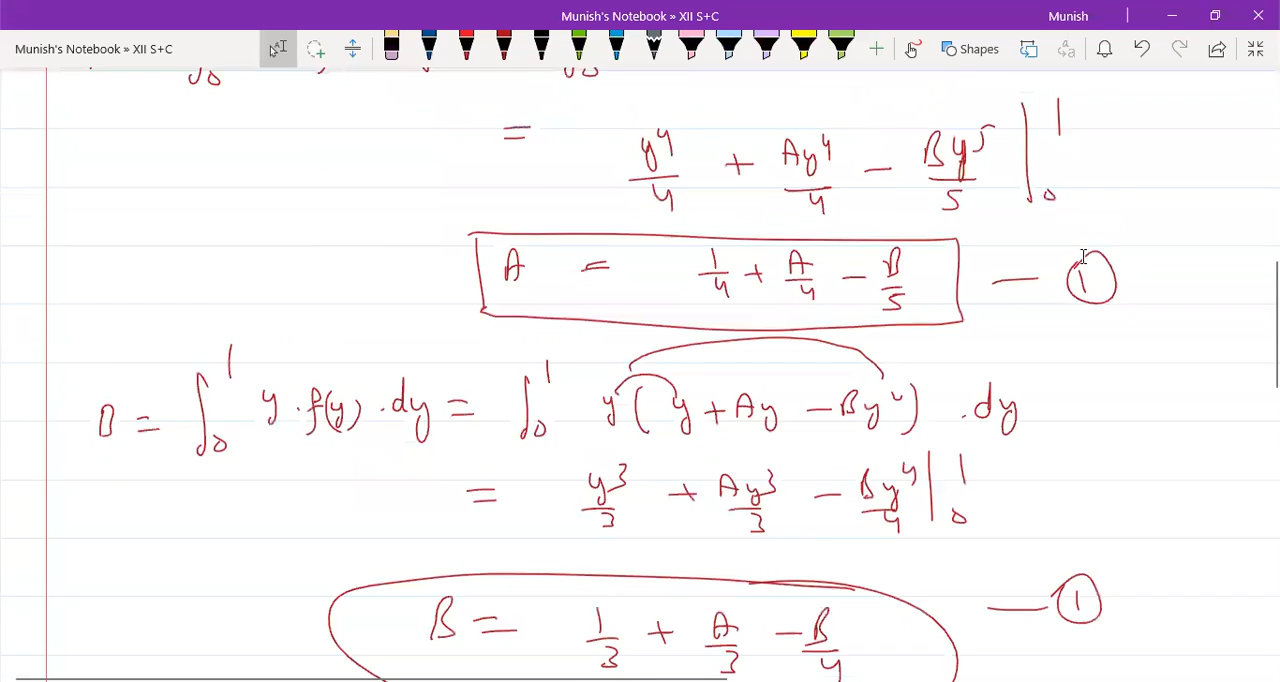 Munish's Notebook » XII S+C
Munish
Munish's Notebook » XII S+C
Shapes
= y⁴/4 + Ay⁴/4 − By⁵/5 |₀¹
A = 1/4 + A/4 − B/5 — ①
B = ∫₀¹ y·f(y)·dy = ∫₀¹ y(y + Ay − By²)·dy
= y³/3 + Ay³/3 − By⁴/4 |₀¹
B = 1/3 + A/3 − B/4 — ①